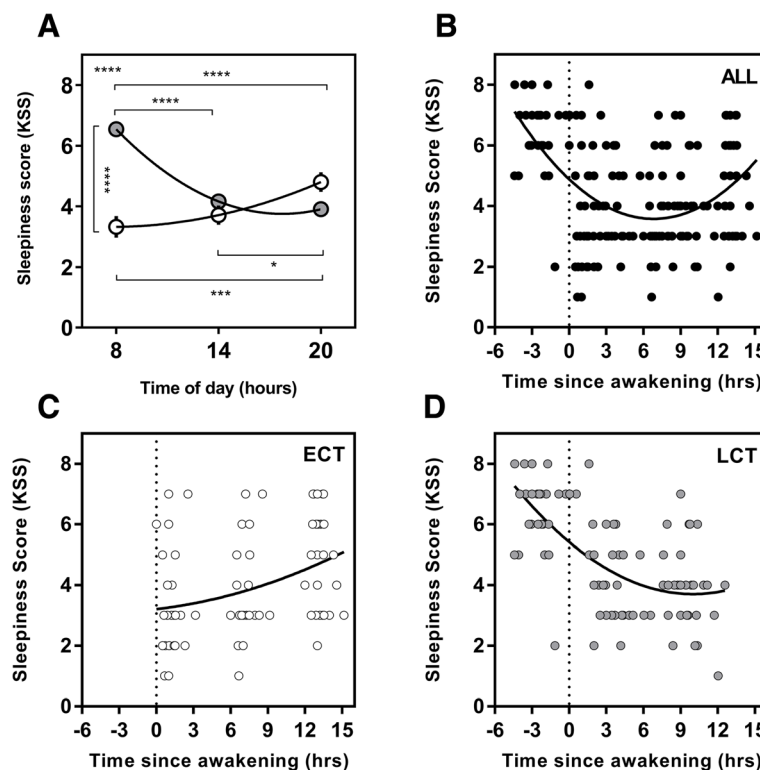 A
Sleepiness score (KSS)
8
6
4
2
0
****
****
****
****
*
***
8 14 20
Time of day (hours)
B
ALL
Sleepiness Score (KSS)
8
6
4
2
0
-6 -3 0 3 6 9 12 15
Time since awakening (hrs)
C
ECT
Sleepiness Score (KSS)
8
6
4
2
0
-6 -3 0 3 6 9 12 15
Time since awakening (hrs)
D
LCT
Sleepiness Score (KSS)
8
6
4
2
0
-6 -3 0 3 6 9 12 15
Time since awakening (hrs)